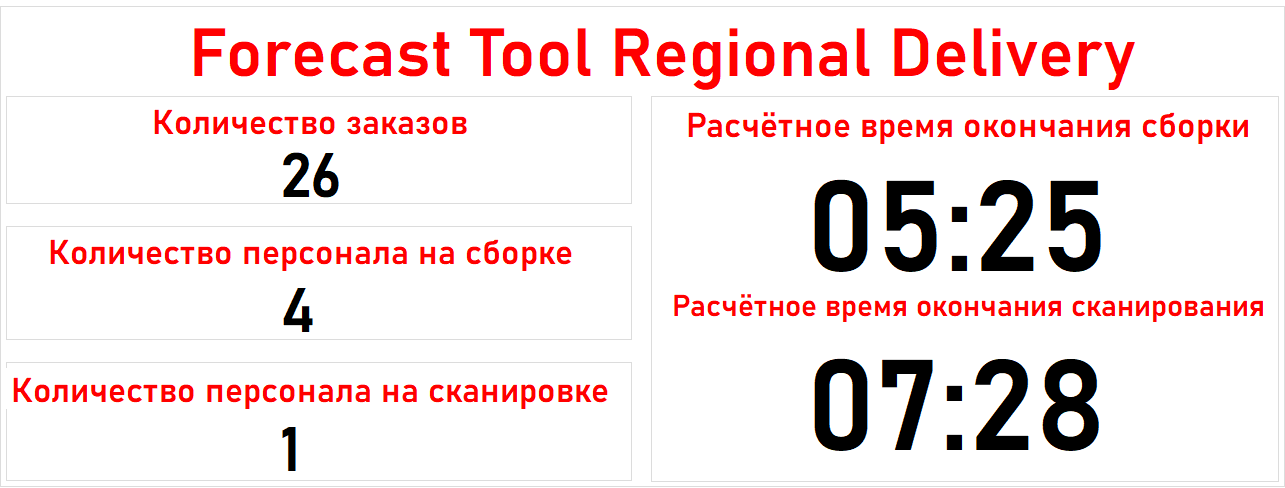 Forecast Tool Regional Delivery
Количество заказов
26
Количество персонала на сборке
4
Количество персонала на сканировке
1
Расчётное время окончания сборки
05:25
Расчётное время окончания сканирования
07:28